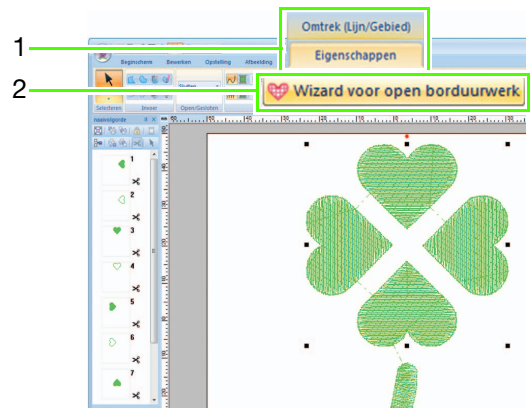 Omtrek (Lijn/Gebied)
1
Eigenschappen
Beginscherm Bewerken Opstelling Afbeelding
2
Wizard voor open borduurwerk
Selecteren Invoer Open/Gesloten
naaivolgorde
1
2
3
4
5
6
7